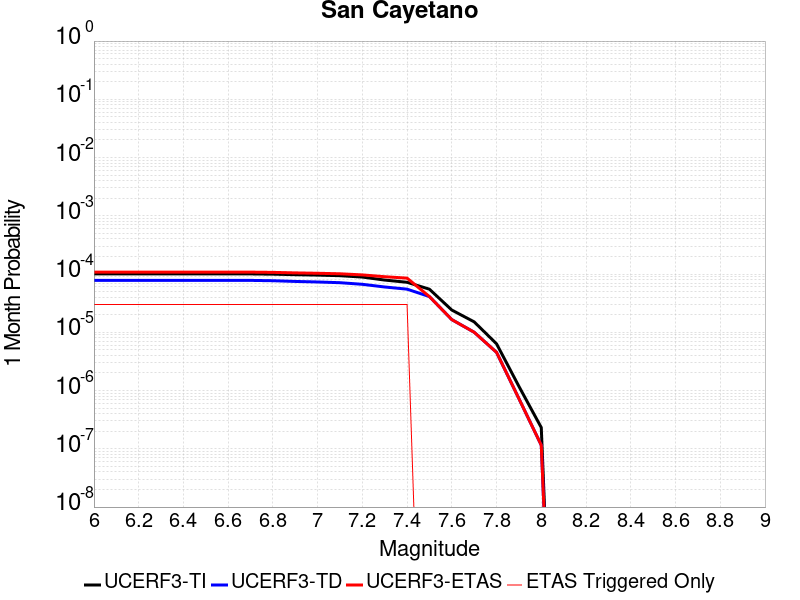 San Cayetano
10^0
10^-1
10^-2
10^-3
10^-4
10^-5
10^-6
10^-7
10^-8
1 Month Probability
6 6.2 6.4 6.6 6.8 7 7.2 7.4 7.6 7.8 8 8.2 8.4 8.6 8.8 9
Magnitude
UCERF3-TI UCERF3-TD UCERF3-ETAS ETAS Triggered Only